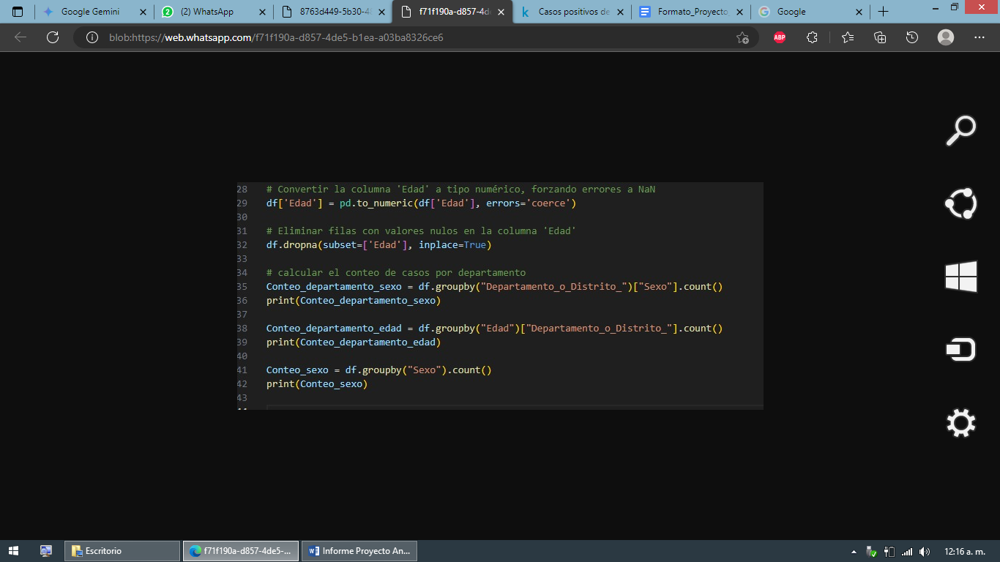 Google Gemini
(2) WhatsApp
8763d449-5b30-4
f71f190a-d857-4d
k Casos positivos de
Formato_Proyecto
Google
blob:https://web.whatsapp.com/f71f190a-d857-4de5-b1ea-a03ba8326ce6
ABP
28 # Convertir la columna 'Edad' a tipo numérico, forzando errores a NaN
29 df['Edad'] = pd.to_numeric(df['Edad'], errors='coerce')
30
31 # Eliminar filas con valores nulos en la columna 'Edad'
32 df.dropna(subset=['Edad'], inplace=True)
33
34 # calcular el conteo de casos por departamento
35 Conteo_departamento_sexo = df.groupby("Departamento_o_Distrito_")["Sexo"].count()
36 print(Conteo_departamento_sexo)
37
38 Conteo_departamento_edad = df.groupby("Edad")["Departamento_o_Distrito_"].count()
39 print(Conteo_departamento_edad)
40
41 Conteo_sexo = df.groupby("Sexo").count()
42 print(Conteo_sexo)
43
Escritorio
f71f190a-d857-4de5-...
Informe Proyecto An...
12:16 a. m.